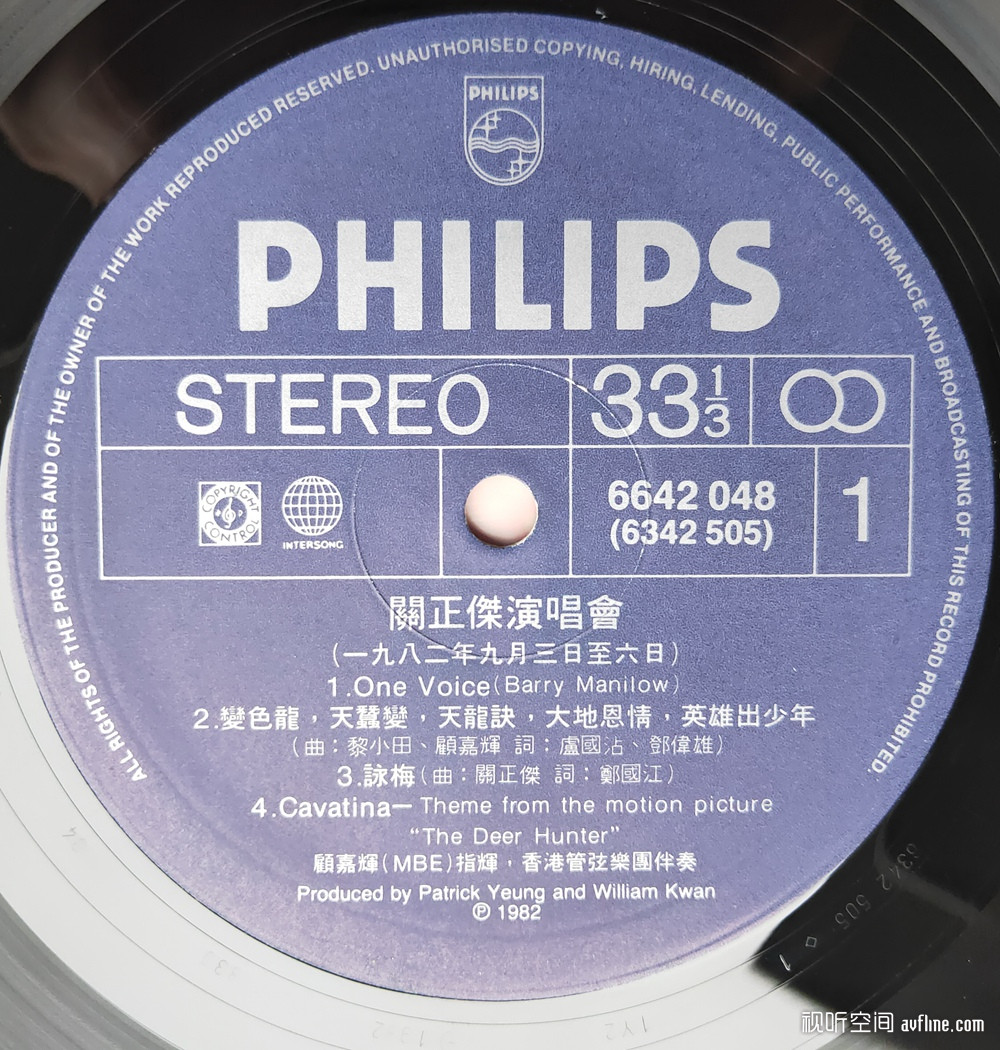 ALL RIGHTS OF THE PRODUCER AND OF THE OWNER OF THE WORK REPRODUCED RESERVED. UNAUTHORISED COPYING, HIRING, LENDING, PUBLIC PERFORMANCE AND BROADCASTING OF THIS RECORD PROHIBITED.
PHILIPS
PHILIPS
STEREO
33 1/3
COPYRIGHT CONTROL
INTERSONG
6642 048
(6342 505)
1
關正傑演唱會
(一九八二年九月三日至六日)
1.One Voice(Barry Manilow)
2.變色龍,天蠶變,天龍訣,大地恩情,英雄出少年
(曲:黎小田、顧嘉輝 詞:盧國沾、鄧偉雄)
3.詠梅(曲:關正傑 詞:鄭國江)
4.Cavatina— Theme from the motion picture
“The Deer Hunter”
顧嘉輝(MBE)指輝,香港管弦樂團伴奏
Produced by Patrick Yeung and William Kwan
℗ 1982
6342 505 ◇ 1
视听空间 avfline.com